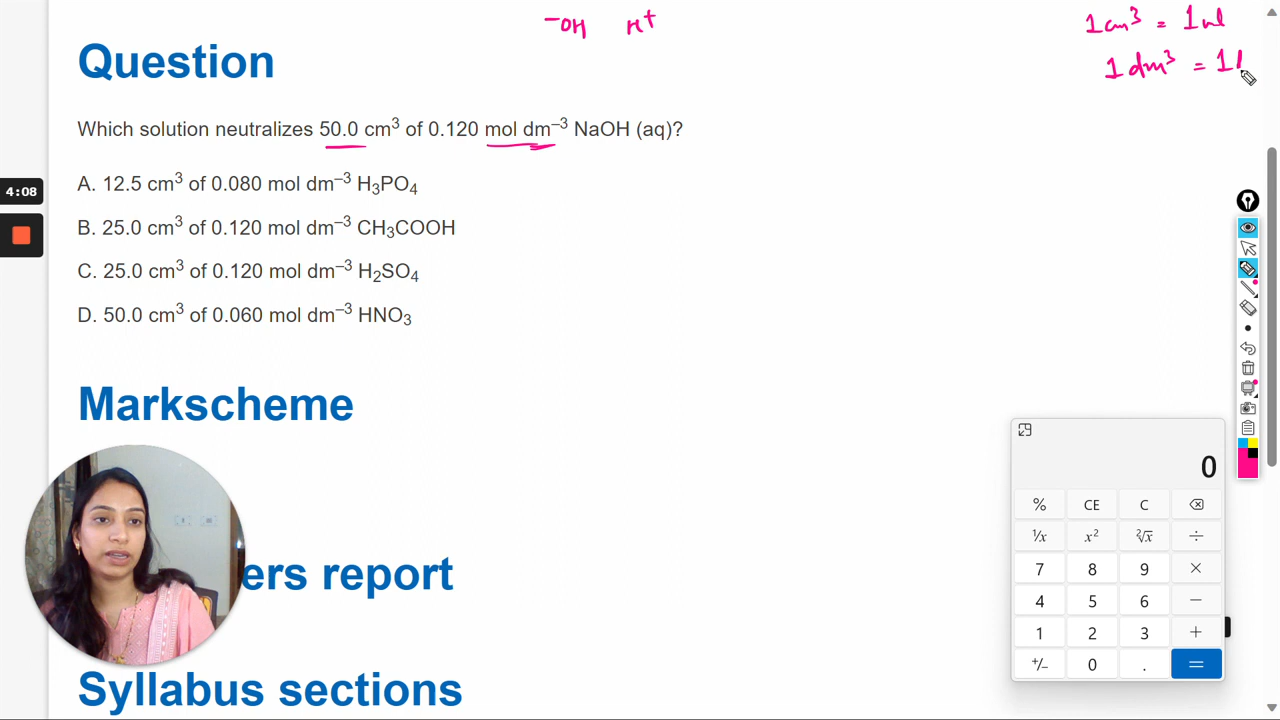 ⁻OH H⁺
1cm³ = 1ml
1dm³ = 1l
Question
Which solution neutralizes 50.0 cm³ of 0.120 mol dm⁻³ NaOH (aq)?
A. 12.5 cm³ of 0.080 mol dm⁻³ H₃PO₄
B. 25.0 cm³ of 0.120 mol dm⁻³ CH₃COOH
C. 25.0 cm³ of 0.120 mol dm⁻³ H₂SO₄
D. 50.0 cm³ of 0.060 mol dm⁻³ HNO₃
4:08
Markscheme
ers report
Syllabus sections
0
% CE C
¹/x x² ²√x ÷
7 8 9 ×
4 5 6 −
1 2 3 +
+/− 0 . =